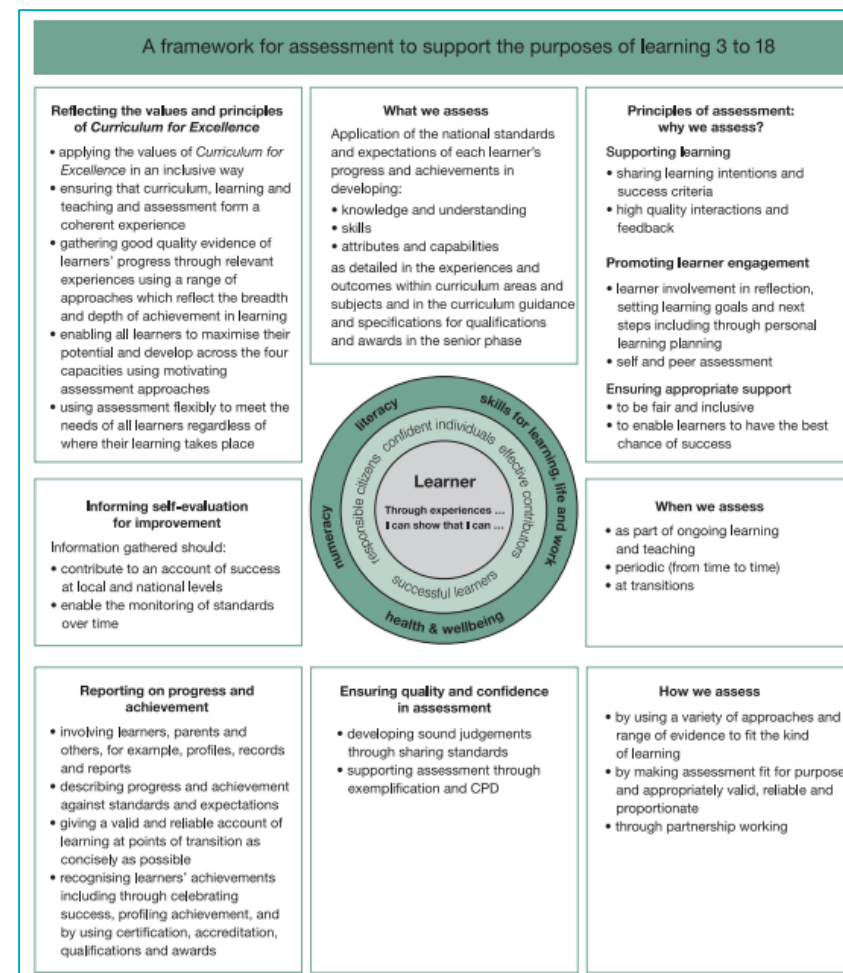 A framework for assessment to support the purposes of learning 3 to 18
Reflecting the values and principles
of Curriculum for Excellence
• applying the values of Curriculum for
Excellence in an inclusive way
• ensuring that curriculum, learning and
teaching and assessment form a
coherent experience
• gathering good quality evidence of
learners' progress through relevant
experiences using a range of
approaches which reflect the breadth
and depth of achievement in learning
• enabling all learners to maximise their
potential and develop across the four
capacities using motivating
assessment approaches
• using assessment flexibly to meet the
needs of all learners regardless of
where their learning takes place
What we assess
Application of the national standards
and expectations of each learner's
progress and achievements in
developing:
• knowledge and understanding
• skills
• attributes and capabilities
as detailed in the experiences and
outcomes within curriculum areas and
subjects and in the curriculum guidance
and specifications for qualifications
and awards in the senior phase
Principles of assessment:
why we assess?
Supporting learning
• sharing learning intentions and
success criteria
• high quality interactions and
feedback
Promoting learner engagement
• learner involvement in reflection,
setting learning goals and next
steps including through personal
learning planning
• self and peer assessment
Ensuring appropriate support
• to be fair and inclusive
• to enable learners to have the best
chance of success
literacy
skills for learning, life and work
health & wellbeing
numeracy
confident individuals
effective contributors
successful learners
responsible citizens
Learner
Through experiences ...
I can show that I can ...
Informing self-evaluation
for improvement
Information gathered should:
• contribute to an account of success
at local and national levels
• enable the monitoring of standards
over time
When we assess
• as part of ongoing learning
and teaching
• periodic (from time to time)
• at transitions
Reporting on progress and
achievement
• involving learners, parents and
others, for example, profiles, records
and reports
• describing progress and achievement
against standards and expectations
• giving a valid and reliable account of
learning at points of transition as
concisely as possible
• recognising learners' achievements
including through celebrating
success, profiling achievement, and
by using certification, accreditation,
qualifications and awards
Ensuring quality and confidence
in assessment
• developing sound judgements
through sharing standards
• supporting assessment through
exemplification and CPD
How we assess
• by using a variety of approaches and
range of evidence to fit the kind
of learning
• by making assessment fit for purpose
and appropriately valid, reliable and
proportionate
• through partnership working